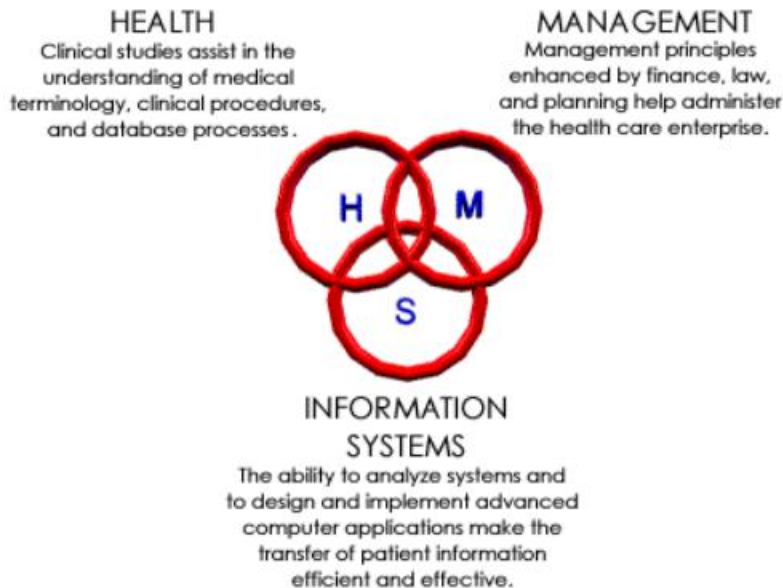 HEALTH
Clinical studies assist in the
understanding of medical
terminology, clinical procedures,
and database processes.
MANAGEMENT
Management principles
enhanced by finance, law,
and planning help administer
the health care enterprise.
H
M
S
INFORMATION
SYSTEMS
The ability to analyze systems and
to design and implement advanced
computer applications make the
transfer of patient information
efficient and effective.